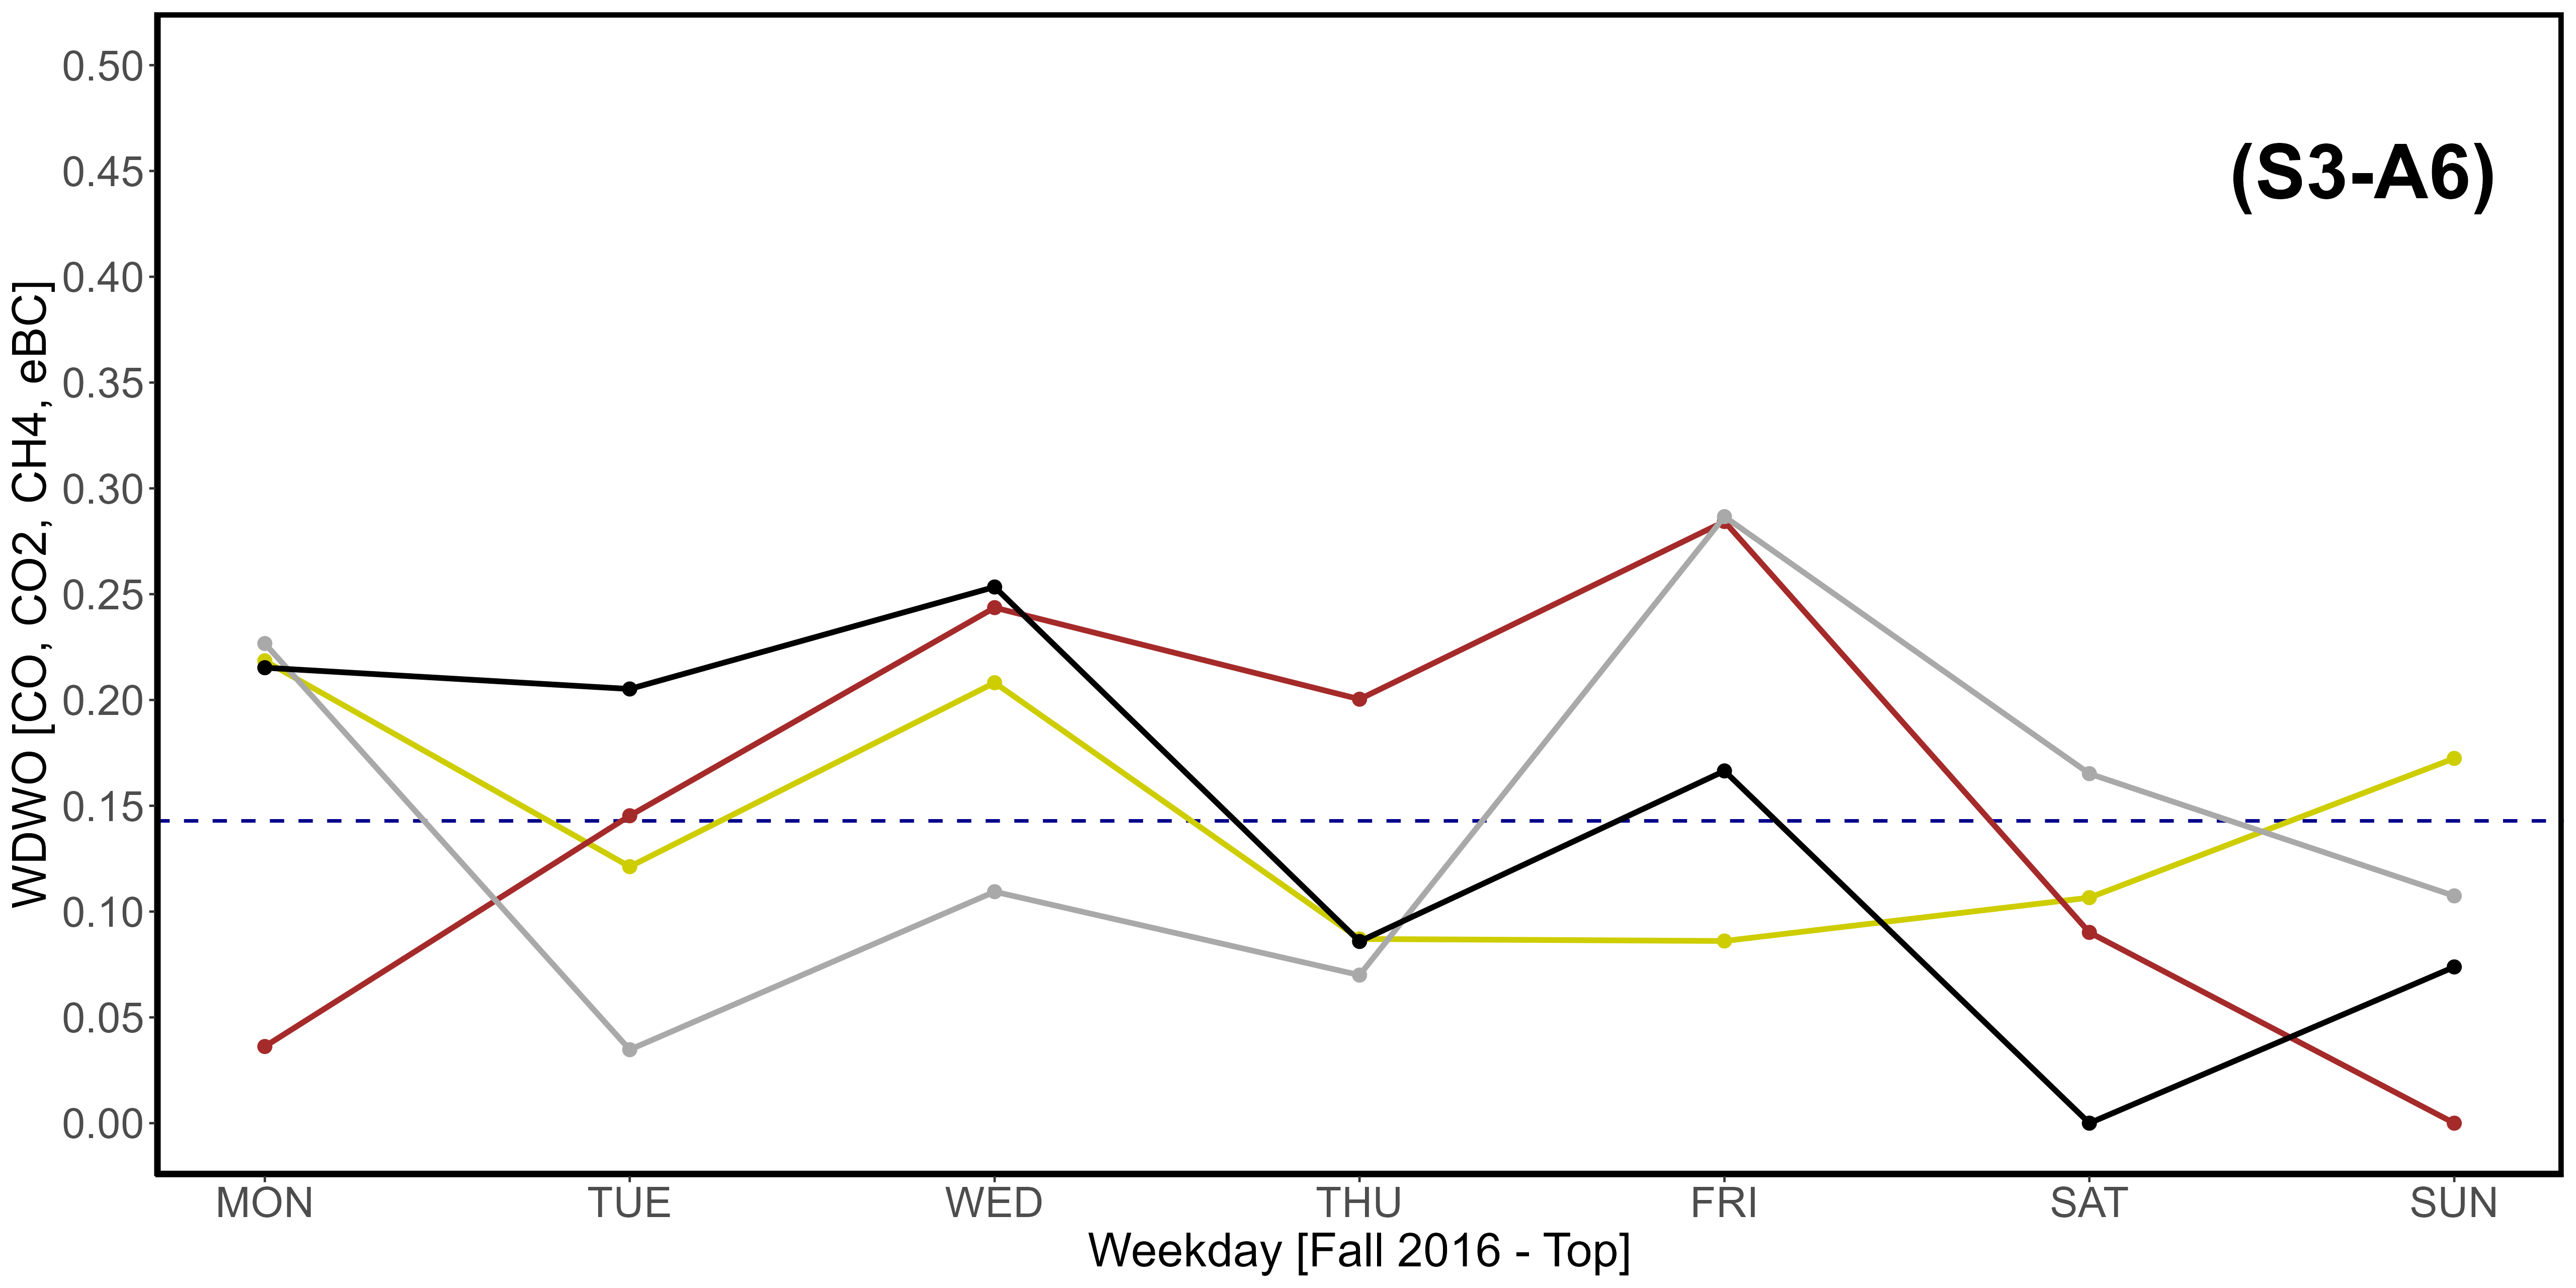 WDWO [CO, CO2, CH4, eBC]
0.50
0.45
0.40
0.35
0.30
0.25
0.20
0.15
0.10
0.05
0.00
(S3-A6)
MON TUE WED THU FRI SAT SUN
Weekday [Fall 2016 - Top]